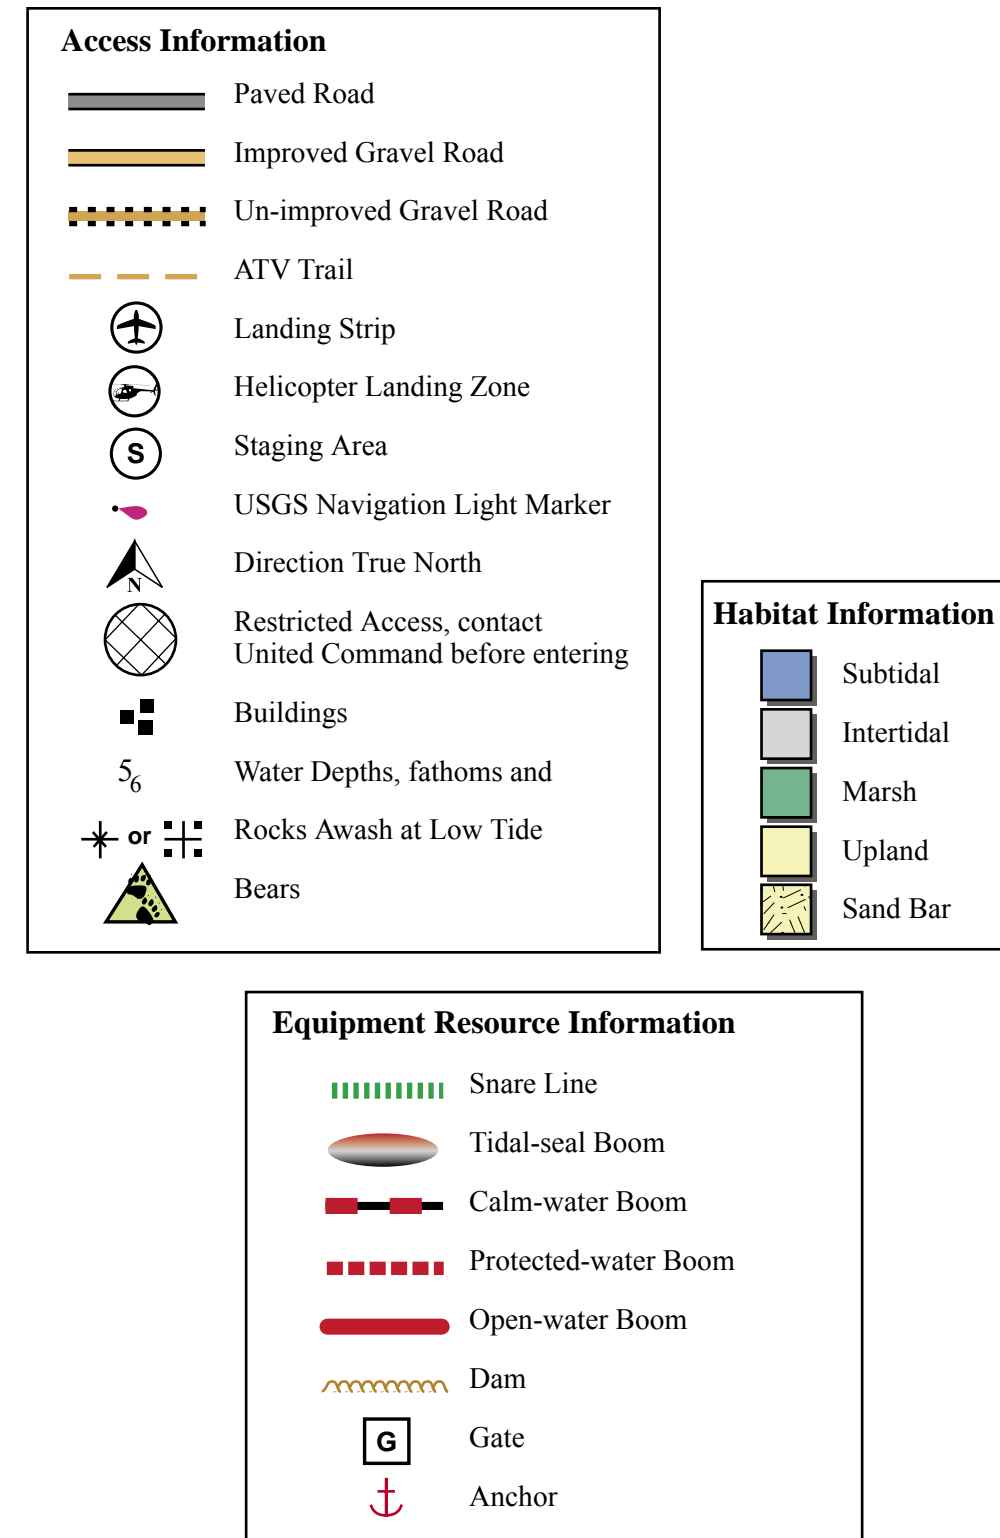 Access Information
Paved Road
Improved Gravel Road
Un-improved Gravel Road
ATV Trail
Landing Strip
Helicopter Landing Zone
S Staging Area
USGS Navigation Light Marker
N Direction True North
Restricted Access, contact
United Command before entering
Buildings
5₆ Water Depths, fathoms and
or Rocks Awash at Low Tide
Bears
Habitat Information
Subtidal
Intertidal
Marsh
Upland
Sand Bar
Equipment Resource Information
Snare Line
Tidal-seal Boom
Calm-water Boom
Protected-water Boom
Open-water Boom
Dam
G Gate
Anchor